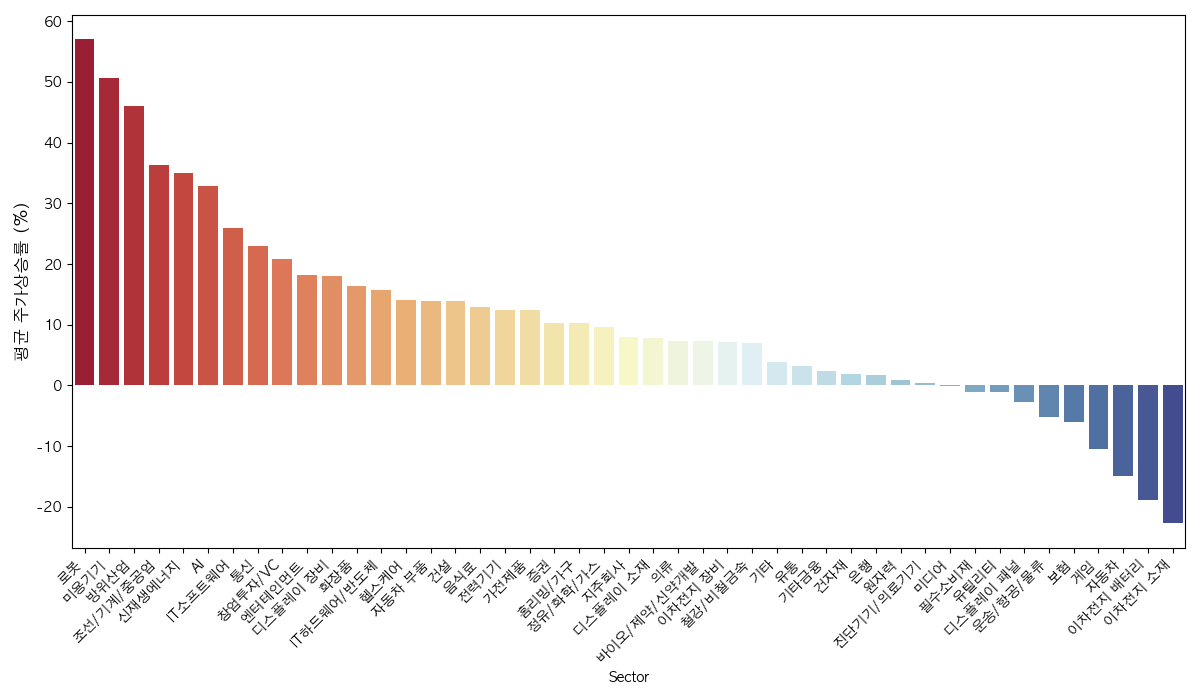 평균 주가상승률 (%)
60
50
40
30
20
10
0
-10
-20
로봇
미용기기
방위산업
조선/기계/중공업
신재생에너지
AI
IT소프트웨어
통신
창업투자/VC
엔터테인먼트
디스플레이 장비
화장품
IT하드웨어/반도체
헬스케어
자동차 부품
건설
음식료
전력기기
가전제품
증권
홈리빙/가구
정유/화학/가스
지주회사
디스플레이 소재
의류
바이오/제약/신약개발
이차전지 장비
철강/비철금속
기타
유통
기타금융
건자재
은행
원자력
진단기기/의료기기
미디어
필수소비재
유틸리티
디스플레이 패널
운송/항공/물류
보험
게임
자동차
이차전지 배터리
이차전지 소재
Sector